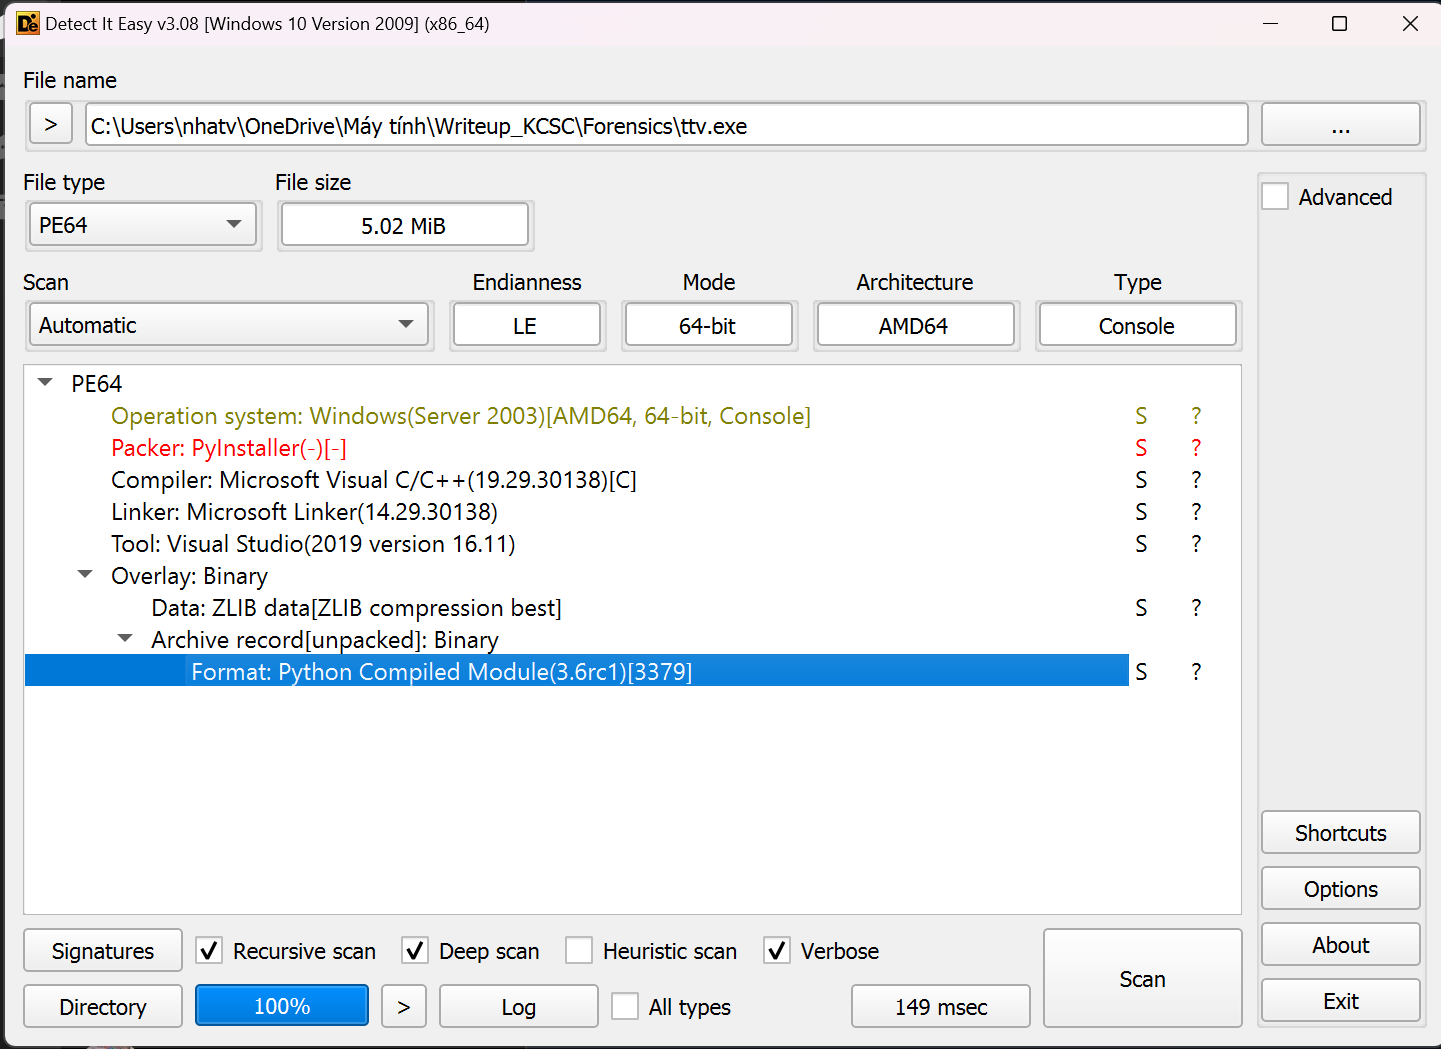 Detect It Easy v3.08 [Windows 10 Version 2009] (x86_64)
File name
> C:\Users\nhatv\OneDrive\Máy tính\Writeup_KCSC\Forensics\ttv.exe ...
File type File size
PE64 5.02 MiB
Advanced
Scan Endianness Mode Architecture Type
Automatic LE 64-bit AMD64 Console
PE64
Operation system: Windows(Server 2003)[AMD64, 64-bit, Console] S ?
Packer: PyInstaller(-)[-] S ?
Compiler: Microsoft Visual C/C++(19.29.30138)[C] S ?
Linker: Microsoft Linker(14.29.30138) S ?
Tool: Visual Studio(2019 version 16.11) S ?
Overlay: Binary
Data: ZLIB data[ZLIB compression best] S ?
Archive record[unpacked]: Binary
Format: Python Compiled Module(3.6rc1)[3379] S ?
Shortcuts
Options
About
Exit
Signatures Recursive scan Deep scan Heuristic scan Verbose
Scan
Directory 100% > Log All types 149 msec